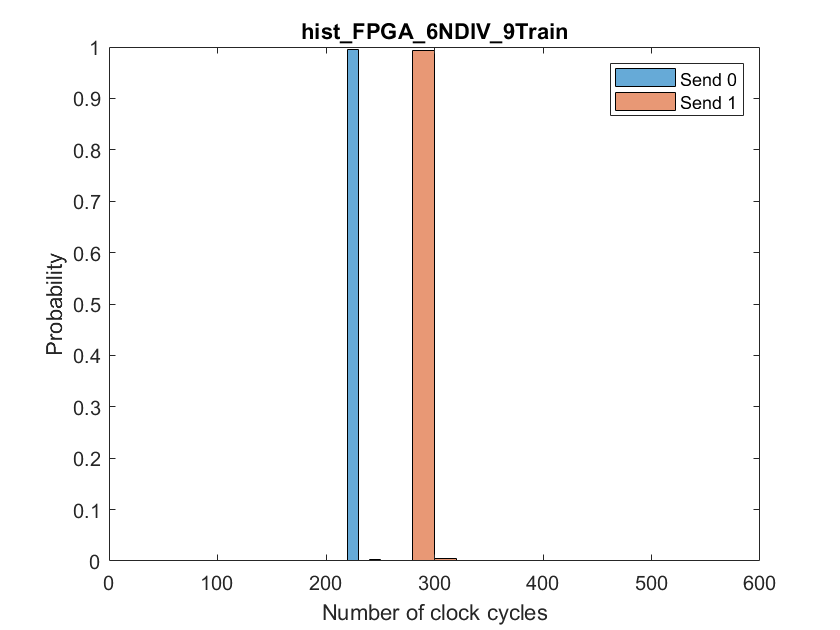 hist_FPGA_6NDIV_9Train
Send 0
Send 1
1
0.9
0.8
0.7
0.6
0.5
0.4
0.3
0.2
0.1
0
Probability
0 100 200 300 400 500 600
Number of clock cycles